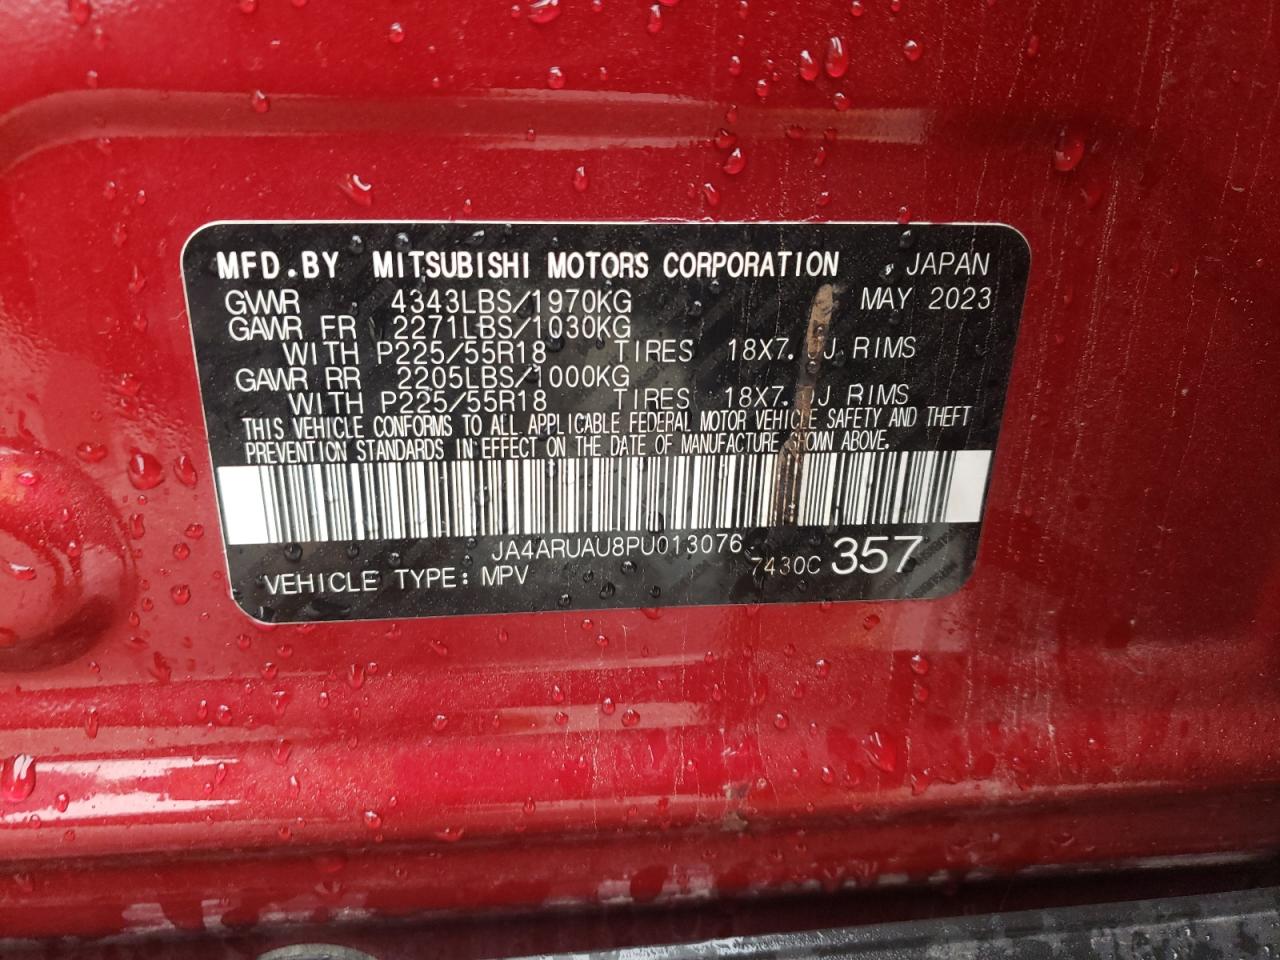 MFD.BY MITSUBISHI MOTORS CORPORATION , JAPAN
GVWR 4343LBS/1970KG MAY 2023
GAWR FR 2271LBS/1030KG
WITH P225/55R18 TIRES 18X7. J RIMS
GAWR RR 2205LBS/1000KG
WITH P225/55R18 TIRES 18X7. J RIMS
THIS VEHICLE CONFORMS TO ALL APPLICABLE FEDERAL MOTOR VEHICLE SAFETY AND THEFT
PREVENTION STANDARDS IN EFFECT ON THE DATE OF MANUFACTURE SHOWN ABOVE.
JA4ARUAU8PU013076
VEHICLE TYPE: MPV 7430C 357